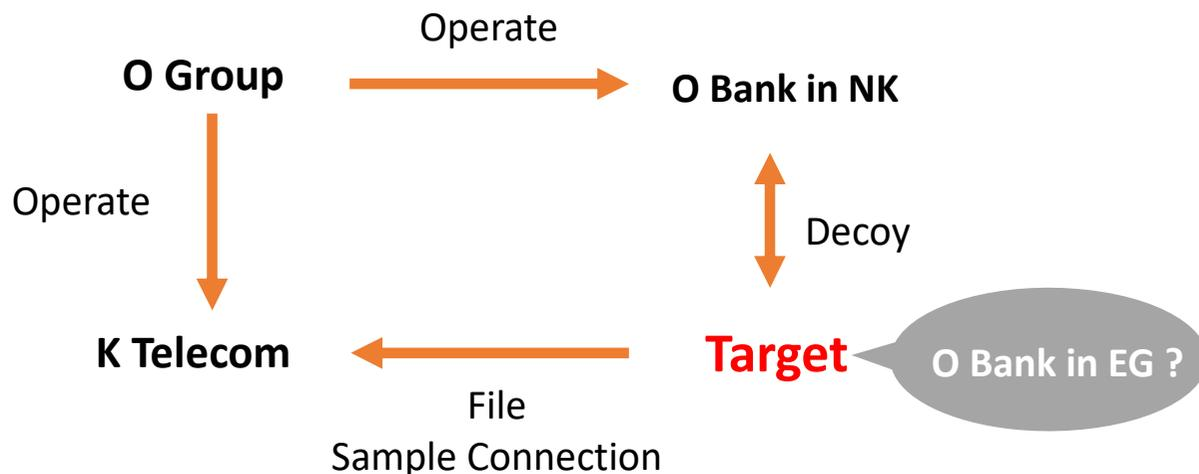 Operate
O Group
O Bank in NK
Operate
Decoy
K Telecom
Target
O Bank in EG ?
File
Sample Connection